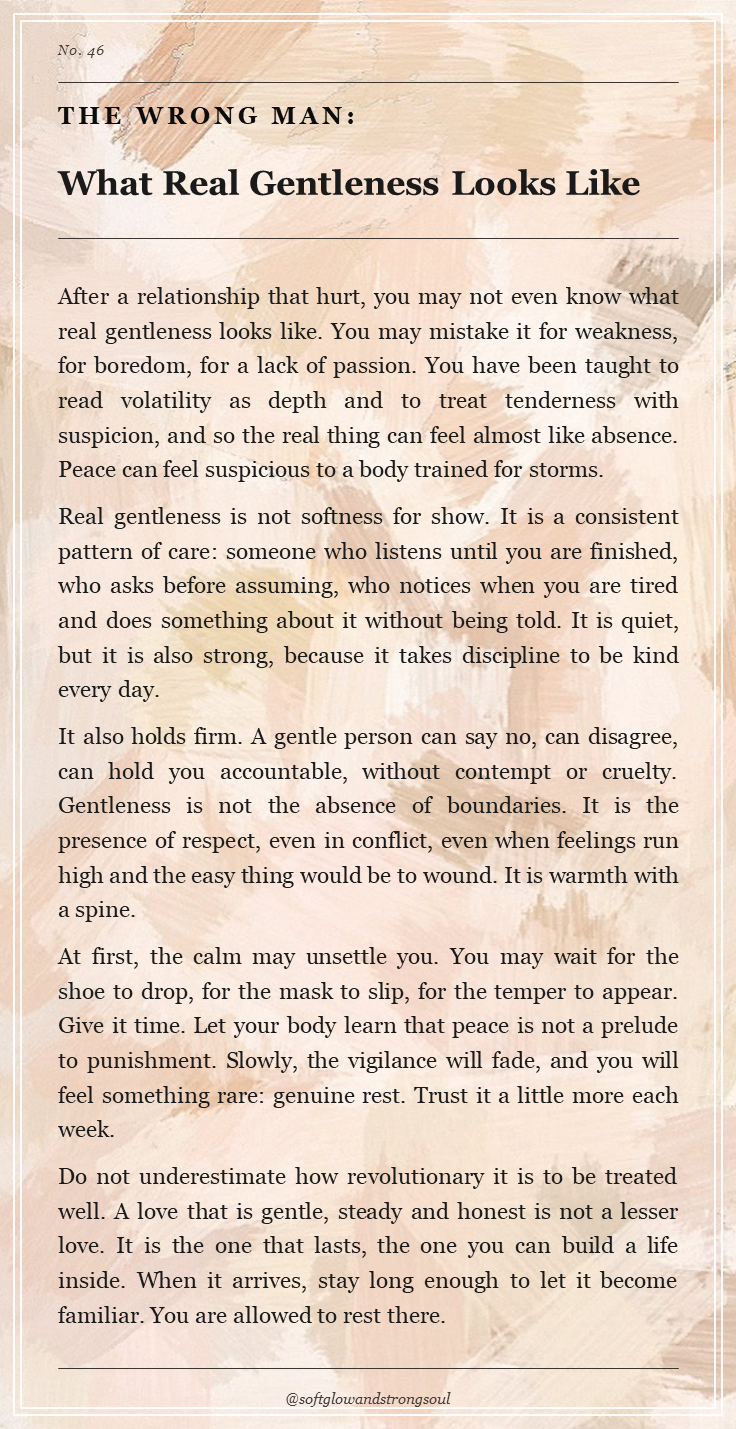 No. 46
THE WRONG MAN:
What Real Gentleness Looks Like
After a relationship that hurt, you may not even know what
real gentleness looks like. You may mistake it for weakness,
for boredom, for a lack of passion. You have been taught to
read volatility as depth and to treat tenderness with
suspicion, and so the real thing can feel almost like absence.
Peace can feel suspicious to a body trained for storms.
Real gentleness is not softness for show. It is a consistent
pattern of care: someone who listens until you are finished,
who asks before assuming, who notices when you are tired
and does something about it without being told. It is quiet,
but it is also strong, because it takes discipline to be kind
every day.
It also holds firm. A gentle person can say no, can disagree,
can hold you accountable, without contempt or cruelty.
Gentleness is not the absence of boundaries. It is the
presence of respect, even in conflict, even when feelings run
high and the easy thing would be to wound. It is warmth with
a spine.
At first, the calm may unsettle you. You may wait for the
shoe to drop, for the mask to slip, for the temper to appear.
Give it time. Let your body learn that peace is not a prelude
to punishment. Slowly, the vigilance will fade, and you will
feel something rare: genuine rest. Trust it a little more each
week.
Do not underestimate how revolutionary it is to be treated
well. A love that is gentle, steady and honest is not a lesser
love. It is the one that lasts, the one you can build a life
inside. When it arrives, stay long enough to let it become
familiar. You are allowed to rest there.
@softglowandstrongsoul